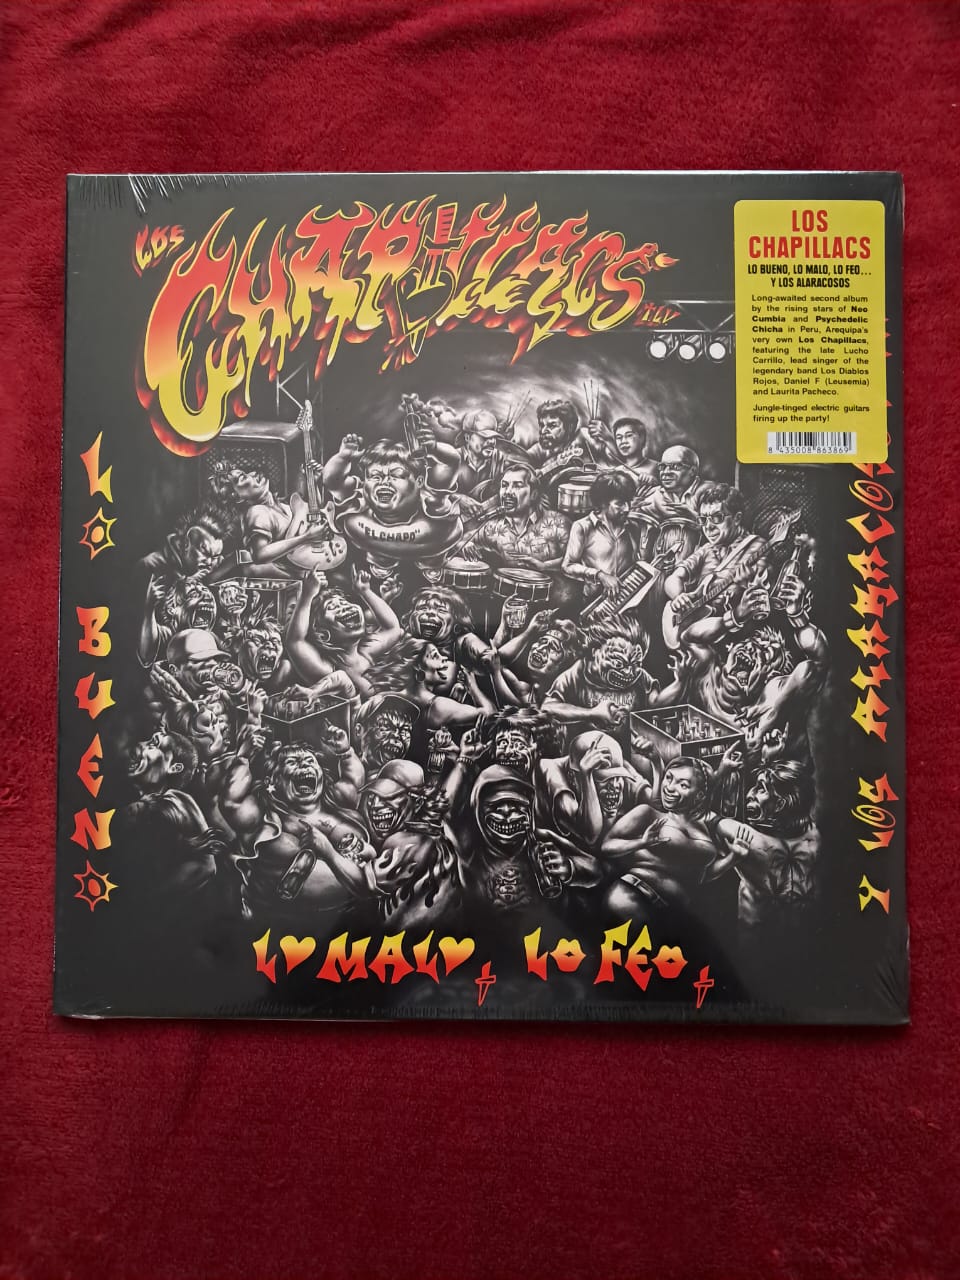 LOS
CHAPILLACS
LOS
CHAPILLACS
LO BUENO, LO MALO, LO FEO...
Y LOS ALARACOSOS
Long-awaited second album
by the rising stars of Neo
Cumbia and Psychedelic
Chicha in Peru, Arequipa's
very own Los Chapillacs,
featuring the late Lucho
Carrillo, lead singer of the
legendary band Los Diablos
Rojos, Daniel F (Leusemia)
and Laurita Pacheco.
Jungle-tinged electric guitars
firing up the party!
8 435008 863869
"EL CHAPO"
LO BUENO
LO MALO, LO FEO,
Y LOS ALARACOS